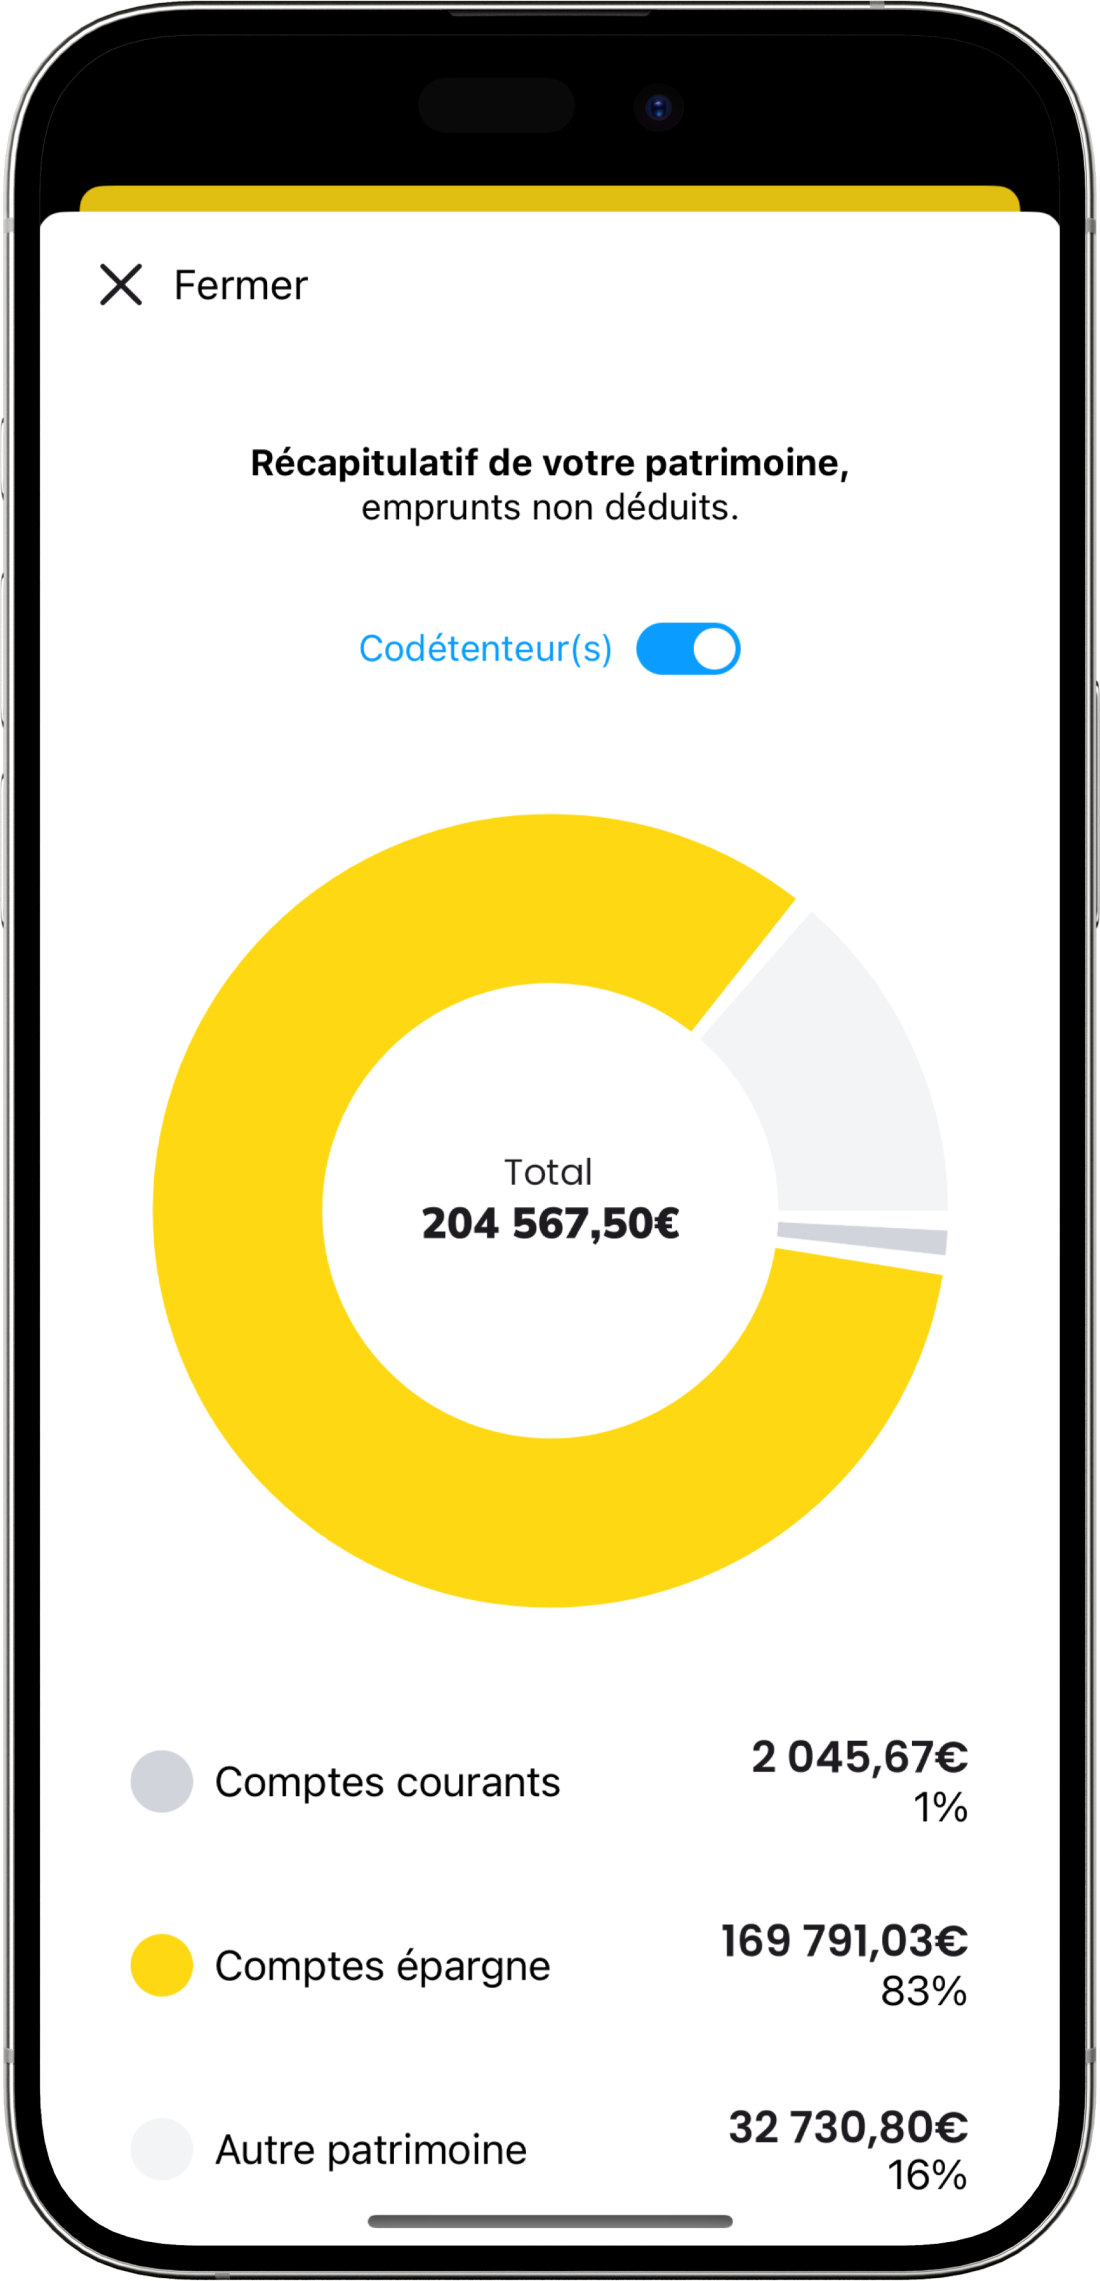 Fermer
Récapitulatif de votre patrimoine,
emprunts non déduits.
Codétenteur(s)
Total
204 567,50€
Comptes courants
2 045,67€
1%
Comptes épargne
169 791,03€
83%
Autre patrimoine
32 730,80€
16%